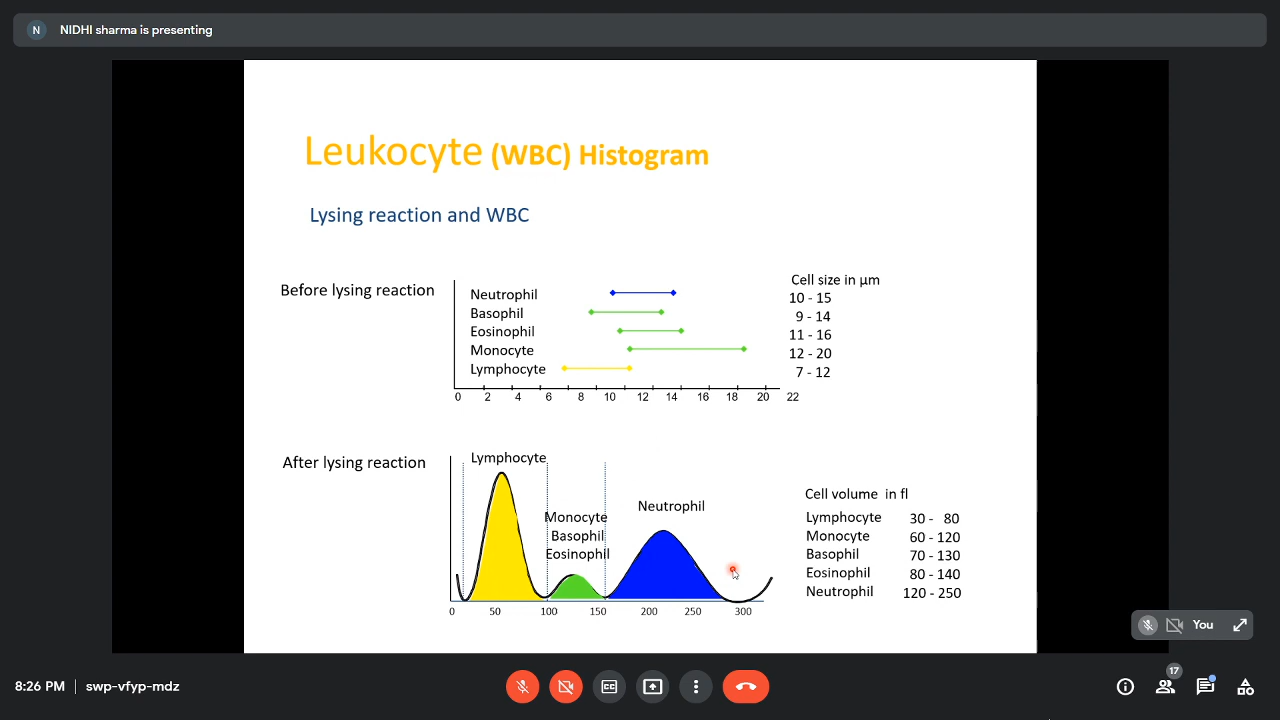 N NIDHI sharma is presenting
Leukocyte (WBC) Histogram
Lysing reaction and WBC
Before lysing reaction
Neutrophil
Basophil
Eosinophil
Monocyte
Lymphocyte
0 2 4 6 8 10 12 14 16 18 20 22
Cell size in µm
10 - 15
9 - 14
11 - 16
12 - 20
7 - 12
After lysing reaction
Lymphocyte
Monocyte
Basophil
Eosinophil
Neutrophil
0 50 100 150 200 250 300
Cell volume in fl
Lymphocyte 30 - 80
Monocyte 60 - 120
Basophil 70 - 130
Eosinophil 80 - 140
Neutrophil 120 - 250
You
8:26 PM | swp-vfyp-mdz
CC
17